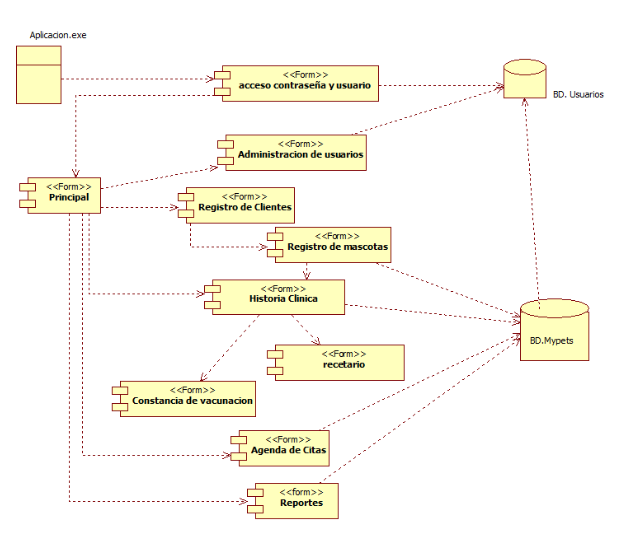 Aplicacion.exe
<<Form>>
acceso contraseña y usuario
BD. Usuarios
<<Form>>
Administracion de usuarios
<<Form>>
Principal
<<Form>>
Registro de Clientes
<<Form>>
Registro de mascotas
<<Form>>
Historia Clinica
BD.Mypets
<<Form>>
recetario
<<Form>>
Constancia de vacunacion
<<Form>>
Agenda de Citas
<<form>>
Reportes